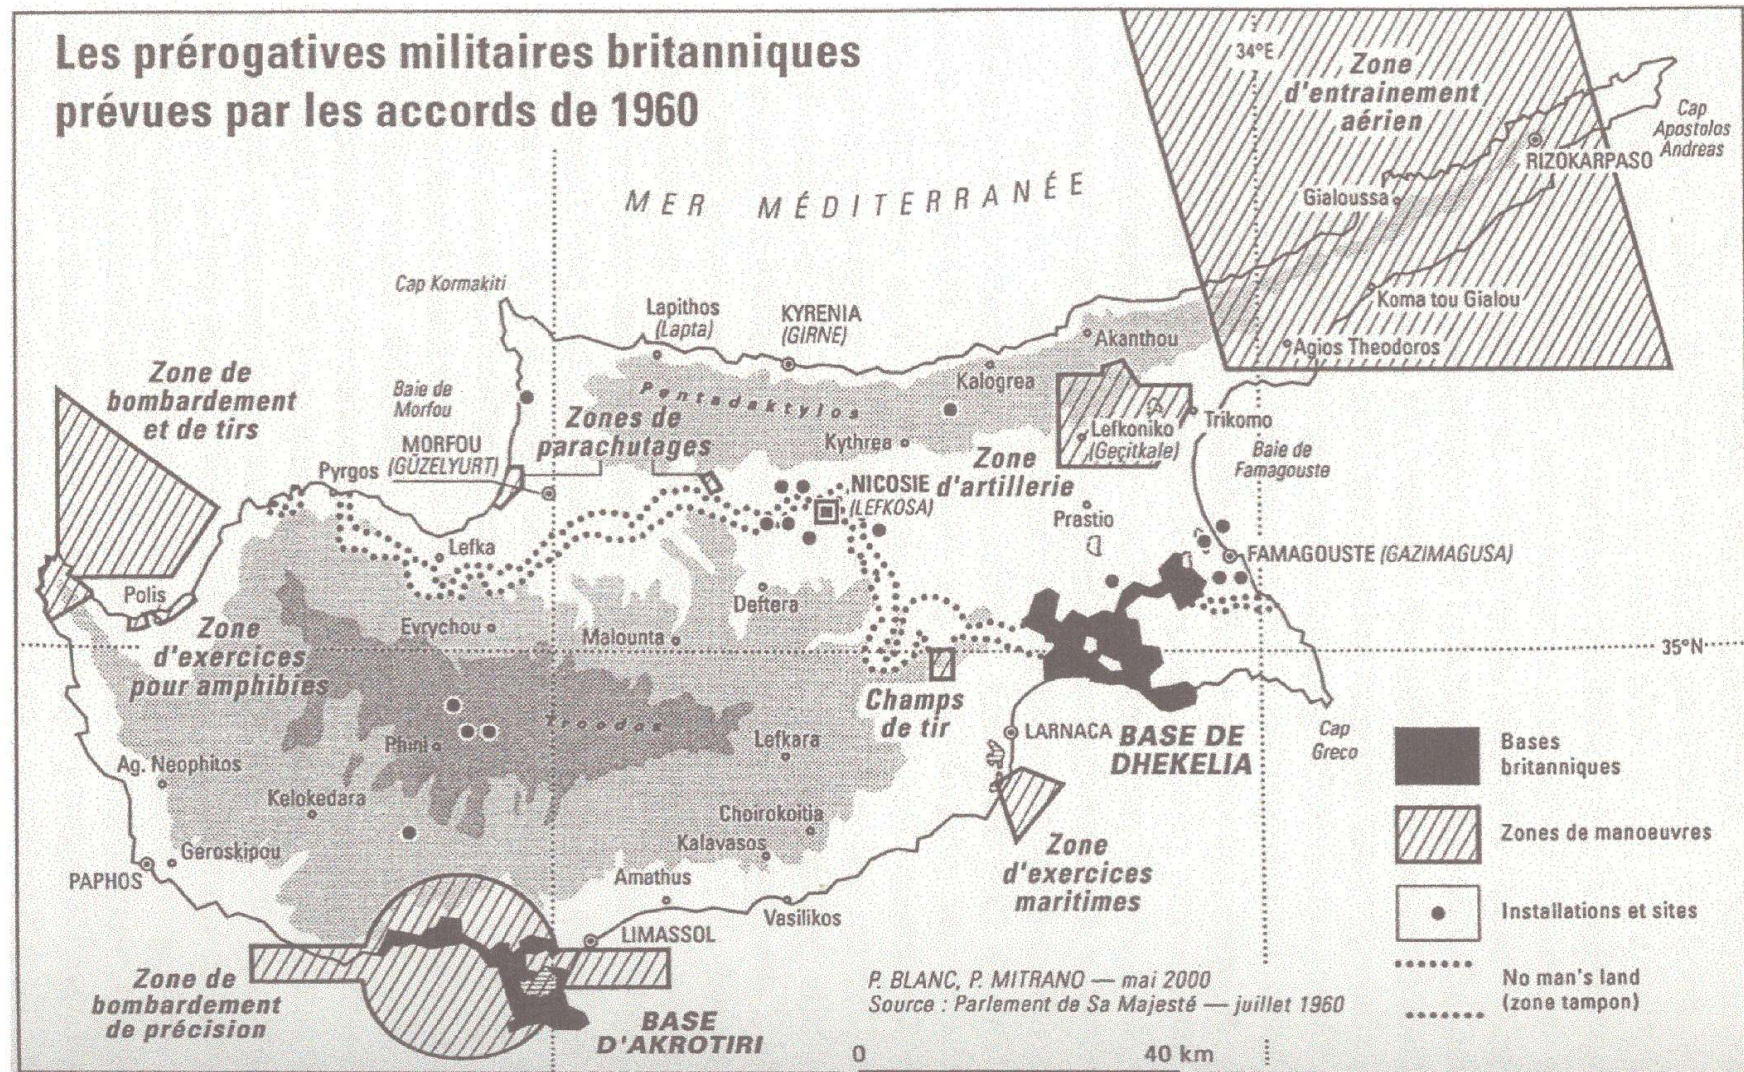 Les prérogatives militaires britanniques
prévues par les accords de 1960
34°E
Zone
d'entrainement
aérien
Cap
Apostolos
Andreas
RIZOKARPASO
Gialoussa
MER MÉDITERRANÉE
Koma tou Gialou
Agios Theodoros
Cap Kormakiti
Lapithos
(Lapta)
KYRENIA
(GIRNE)
Akanthou
Kalogrea
Pentadaktylos
Zone de
bombardement
et de tirs
Baie de
Morfou
Zones de
parachutages
MORFOU
(GÜZELYURT)
Pyrgos
Kythrea
Zone
d'artillerie
Lefkoniko
(Geçitkale)
Trikomo
Baie de
Famagouste
NICOSIE
(LEFKOSA)
Prastio
Lefka
FAMAGOUSTE (GAZIMAGUSA)
Polis
Deftera
Evrychou
Malounta
Zone
d'exercices
pour amphibies
35°N
Champs
de tir
Troodos
Phini
Lefkara
LARNACA
BASE DE
DHEKELIA
Cap
Greco
Ag. Neophitos
Kelokedara
Choirokoitia
Kalavasos
Geroskipou
PAPHOS
Amathus
Vasilikos
Zone
d'exercices
maritimes
LIMASSOL
Zone de
bombardement
de précision
BASE
D'AKROTIRI
Bases
britanniques
Zones de manoeuvres
Installations et sites
No man's land
(zone tampon)
P. BLANC, P. MITRANO — mai 2000
Source : Parlement de Sa Majesté — juillet 1960
0
40 km